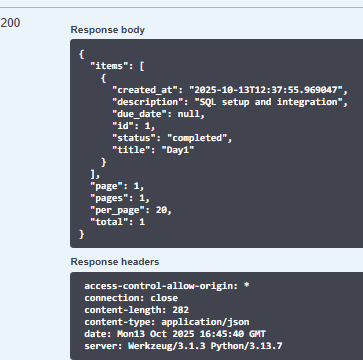 200
Response body
{
  "items": [
    {
      "created_at": "2025-10-13T12:37:55.969047",
      "description": "SQL setup and integration",
      "due_date": null,
      "id": 1,
      "status": "completed",
      "title": "Day1"
    }
  ],
  "page": 1,
  "pages": 1,
  "per_page": 20,
  "total": 1
}
Response headers
access-control-allow-origin: *
connection: close
content-length: 282
content-type: application/json
date: Mon13 Oct 2025 16:45:40 GMT
server: Werkzeug/3.1.3 Python/3.13.7